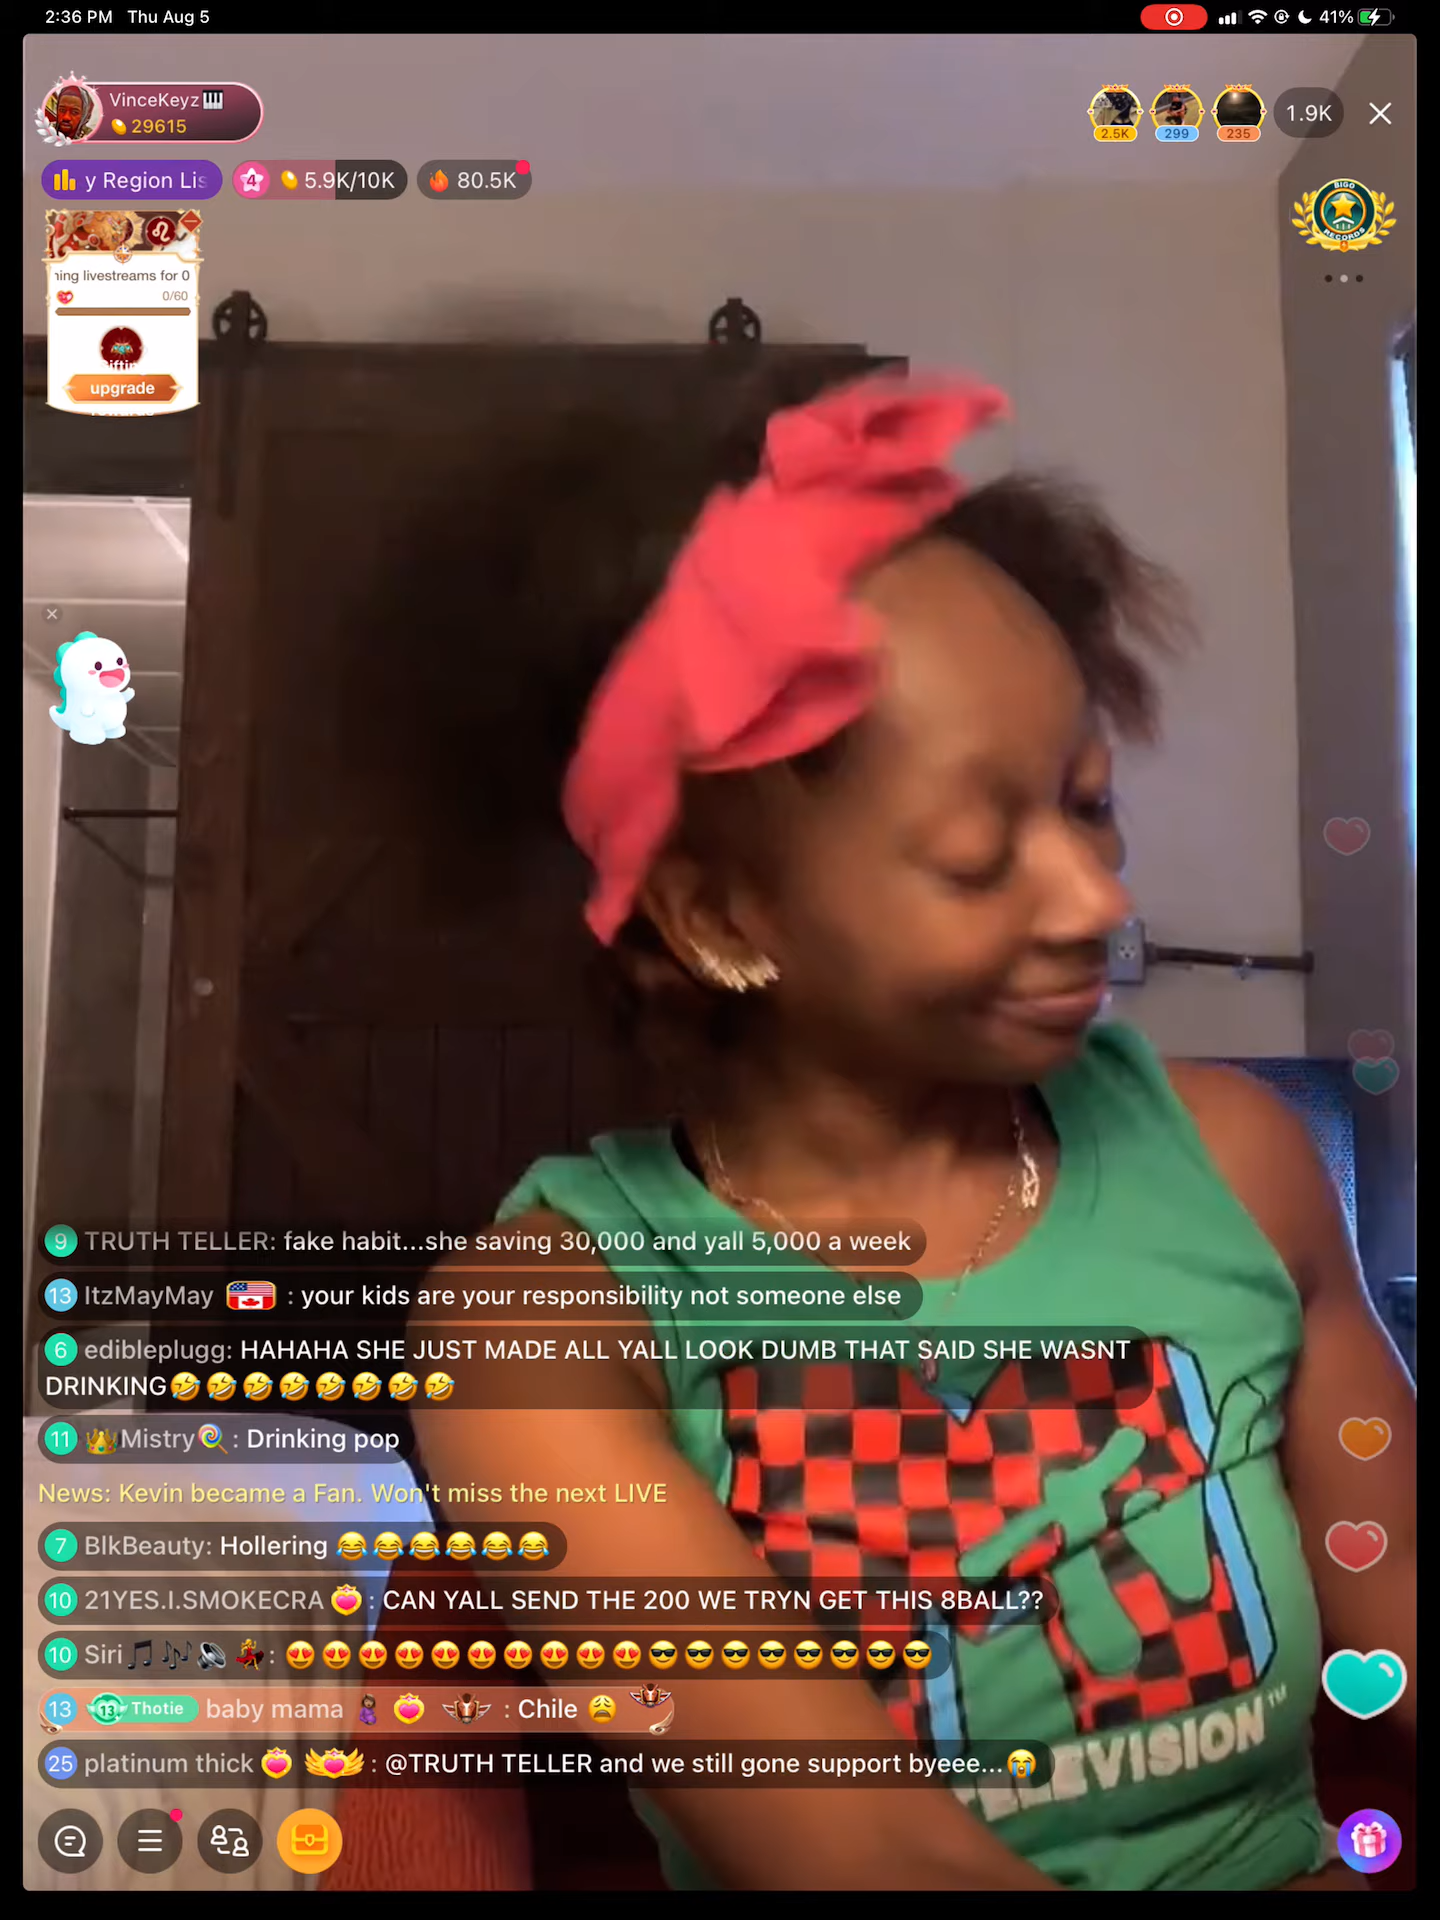 2:36 PM Thu Aug 5
41%
VinceKeyz
29615
2.5K
299
235
1.9K
y Region Lis
4
5.9K/10K
80.5K
BIGO
RECORDS
ning livestreams for 0
0/60
upgrade
9 TRUTH TELLER: fake habit...she saving 30,000 and yall 5,000 a week
13 ItzMayMay : your kids are your responsibility not someone else
6 edibleplugg: HAHAHA SHE JUST MADE ALL YALL LOOK DUMB THAT SAID SHE WASNT
DRINKING🤣🤣🤣🤣🤣🤣🤣🤣
11 👑Mistry🍭: Drinking pop
News: Kevin became a Fan. Won't miss the next LIVE
7 BlkBeauty: Hollering 😂😂😂😂😂😂
10 21YES.I.SMOKECRA : CAN YALL SEND THE 200 WE TRYN GET THIS 8BALL??
10 Siri🎵🎶🔊💃: 😍😍😍😍😍😍😍😍😍😍😎😎😎😎😎😎😎😎
13 13 Thotie baby mama : Chile 😩
25 platinum thick : @TRUTH TELLER and we still gone support byeee...😭
TELEVISION™